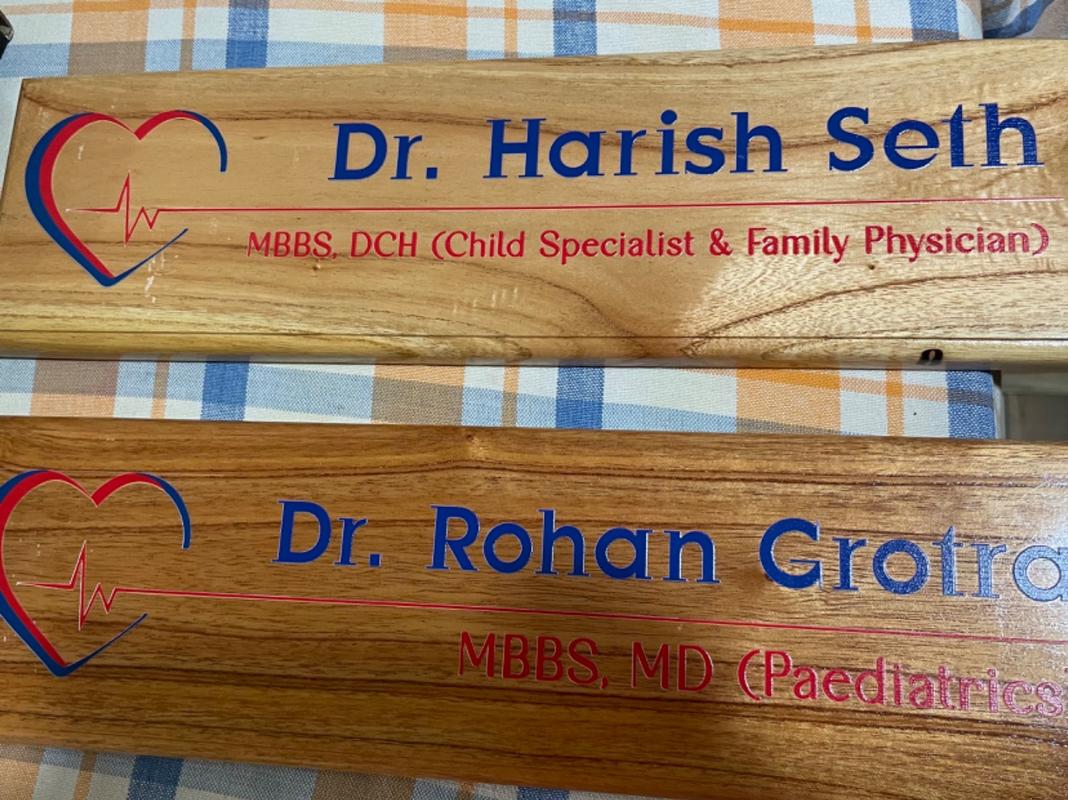 Dr. Harish Seth
MBBS, DCH (Child Specialist & Family Physician)
Dr. Rohan Grotra
MBBS, MD (Paediatrics